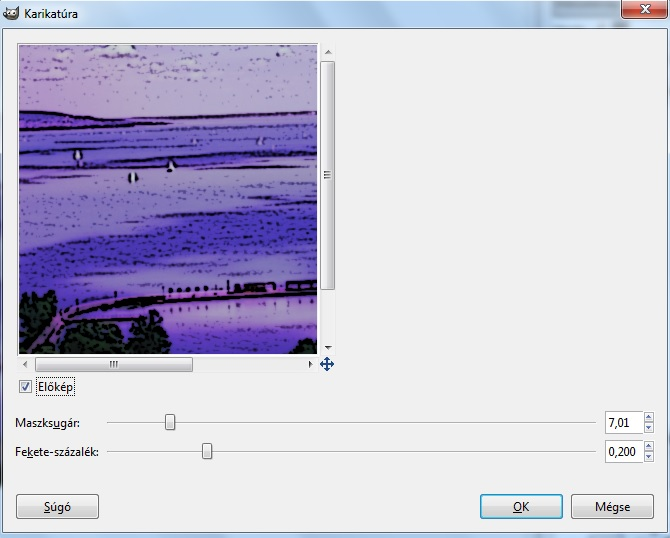 Karikatúra
Előkép
Maszksugár:
7,01
Fekete-százalék:
0,200
Súgó
OK
Mégse